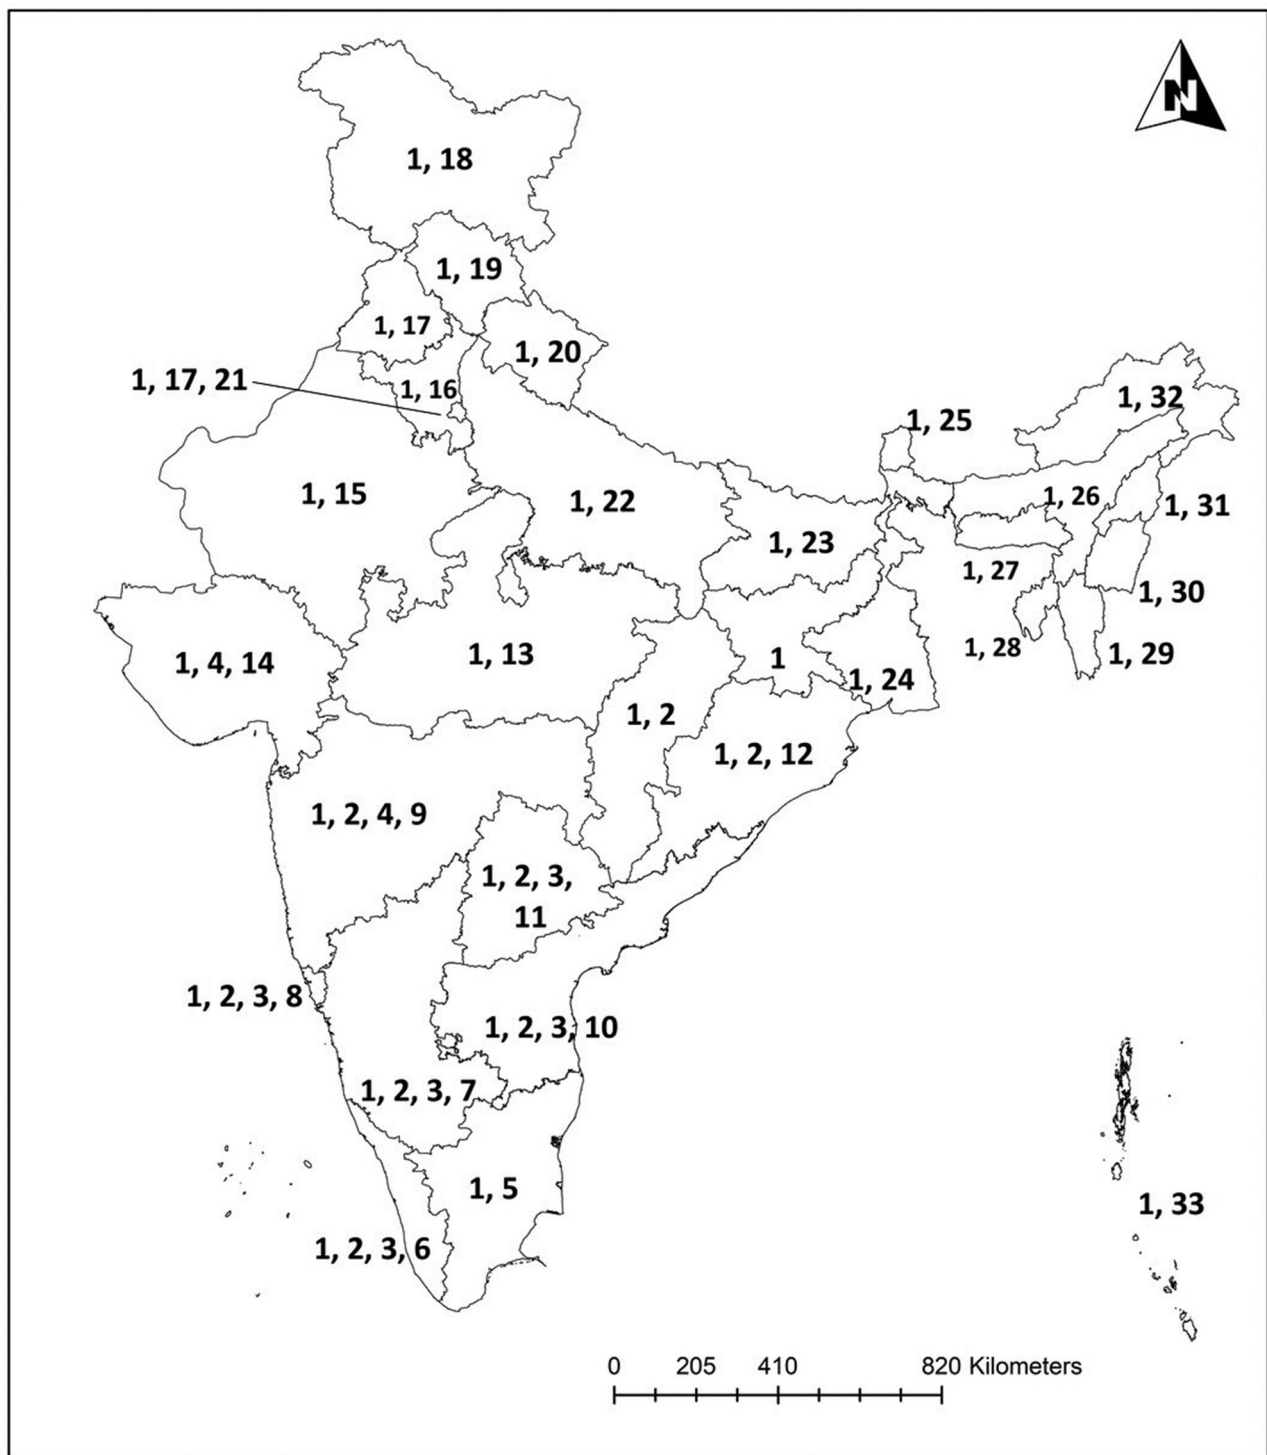 N
1, 18
1, 19
1, 17
1, 20
1, 17, 21
1, 16
1, 32
1, 25
1, 15
1, 22
1, 26
1, 31
1, 23
1, 27
1, 30
1, 4, 14
1, 13
1
1, 28
1, 29
1, 24
1, 2
1, 2, 12
1, 2, 4, 9
1, 2, 3,
11
1, 2, 3, 8
1, 2, 3, 10
1, 2, 3, 7
1, 5
1, 33
1, 2, 3, 6
0 205 410 820 Kilometers